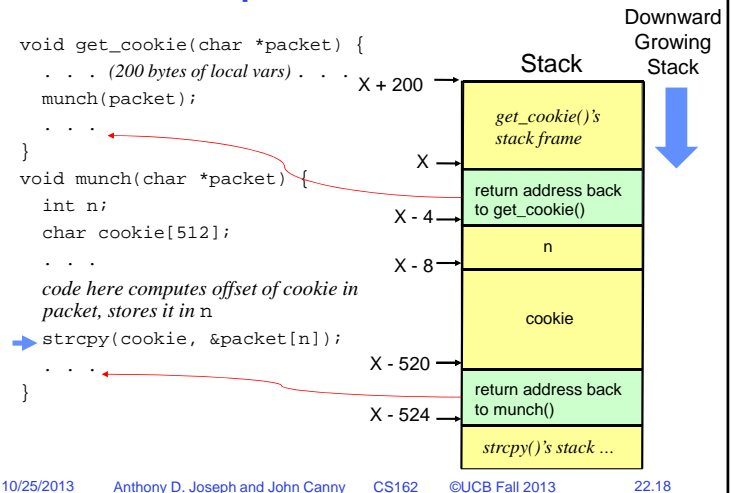 void get_cookie(char *packet) {
. . . (200 bytes of local vars) . . .
munch(packet);
. . .
}
void munch(char *packet) {
int n;
char cookie[512];
. . .
code here computes offset of cookie in
packet, stores it in n
strcpy(cookie, &packet[n]);
. . .
}
X + 200
X
X - 4
X - 8
X - 520
X - 524
Stack
get_cookie()'s
stack frame
return address back
to get_cookie()
n
cookie
return address back
to munch()
strcpy()'s stack …
Downward
Growing
Stack
10/25/2013 Anthony D. Joseph and John Canny CS162 ©UCB Fall 2013 22.18